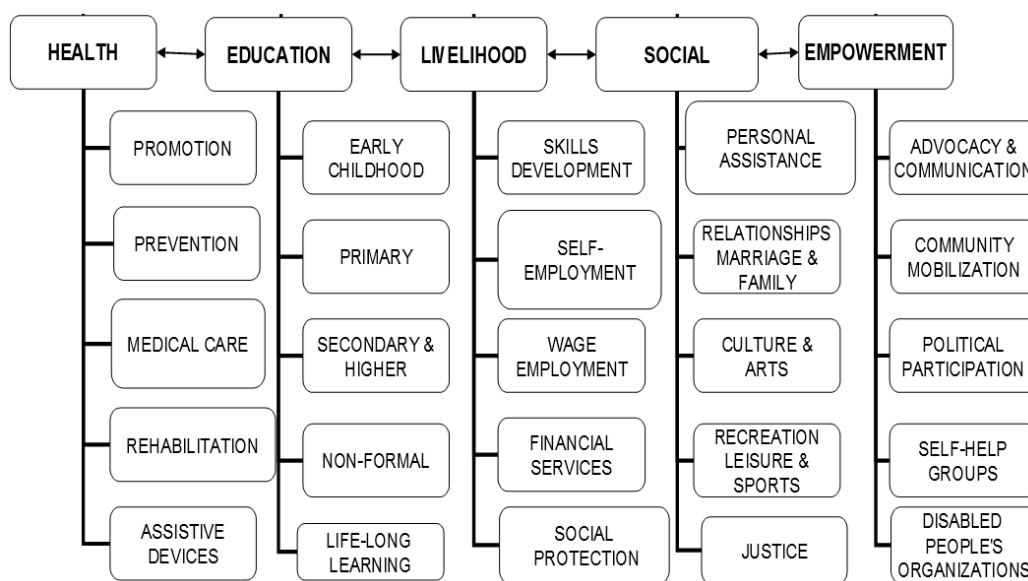 HEALTH
EDUCATION
LIVELIHOOD
SOCIAL
EMPOWERMENT
PROMOTION
PREVENTION
MEDICAL CARE
REHABILITATION
ASSISTIVE
DEVICES
EARLY
CHILDHOOD
PRIMARY
SECONDARY &
HIGHER
NON-FORMAL
LIFE-LONG
LEARNING
SKILLS
DEVELOPMENT
SELF-
EMPLOYMENT
WAGE
EMPLOYMENT
FINANCIAL
SERVICES
SOCIAL
PROTECTION
PERSONAL
ASSISTANCE
RELATIONSHIPS
MARRIAGE &
FAMILY
CULTURE &
ARTS
RECREATION
LEISURE &
SPORTS
JUSTICE
ADVOCACY &
COMMUNICATION
COMMUNITY
MOBILIZATION
POLITICAL
PARTICIPATION
SELF-HELP
GROUPS
DISABLED
PEOPLE'S
ORGANIZATIONS